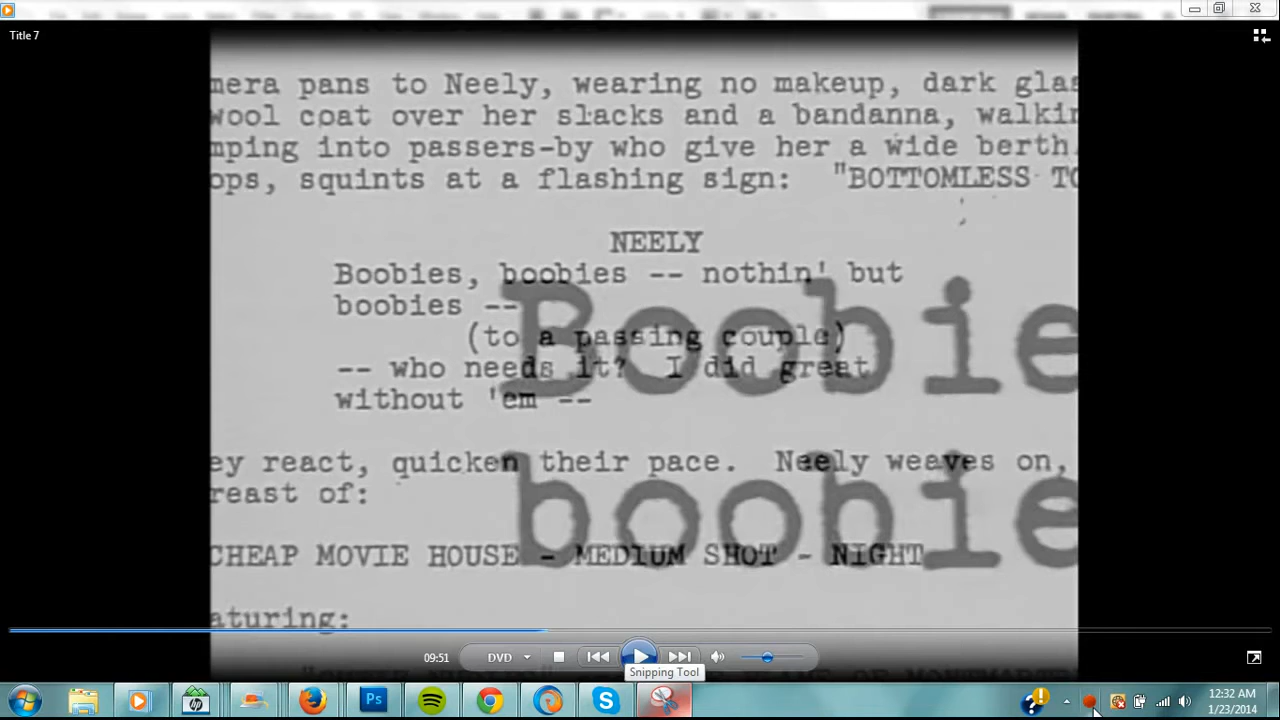 Title 7
mera pans to Neely, wearing no makeup, dark glas
wool coat over her slacks and a bandanna, walkin
mping into passers-by who give her a wide berth.
ops, squints at a flashing sign: "BOTTOMLESS TO
NEELY
Boobies, boobies -- nothin' but
boobies --
(to a passing couple)
-- who needs it? I did great
without 'em --
Boobie
ey react, quicken their pace. Neely weaves on,
reast of:
boobie
CHEAP MOVIE HOUSE - MEDIUM SHOT - NIGHT
aturing:
09:51
DVD
Snipping Tool
hp
Ps
12:32 AM
1/23/2014